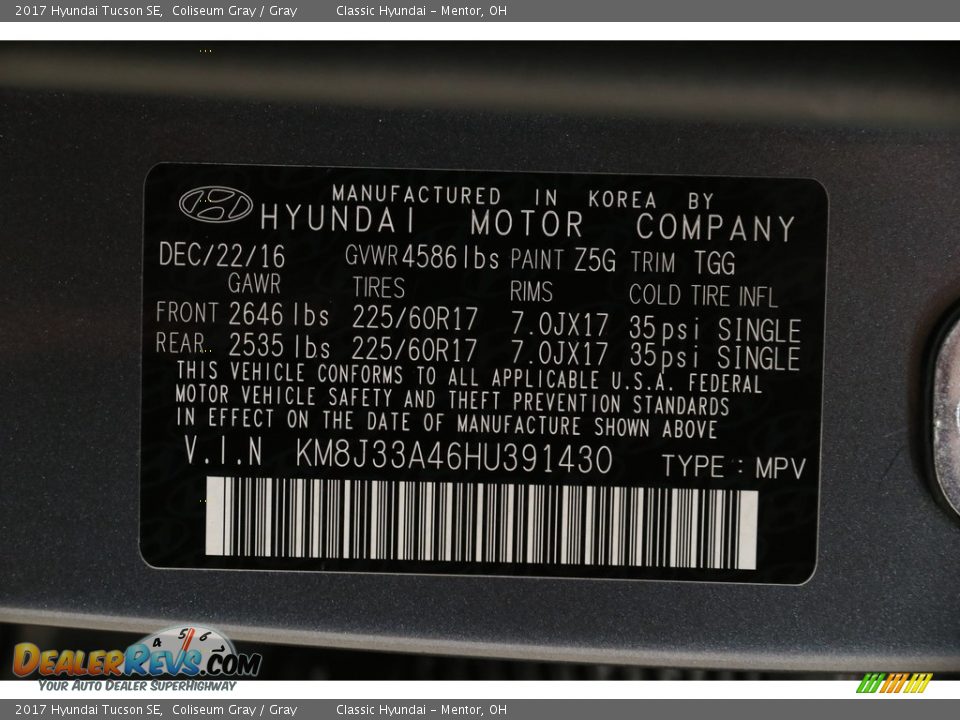 2017 Hyundai Tucson SE, Coliseum Gray / Gray Classic Hyundai - Mentor, OH
MANUFACTURED IN KOREA BY
HYUNDAI MOTOR COMPANY
DEC/22/16 GVWR 4586 lbs PAINT Z5G TRIM TGG
GAWR TIRES RIMS COLD TIRE INFL
FRONT 2646 lbs 225/60R17 7.0JX17 35psi SINGLE
REAR 2535 lbs 225/60R17 7.0JX17 35psi SINGLE
THIS VEHICLE CONFORMS TO ALL APPLICABLE U.S.A. FEDERAL
MOTOR VEHICLE SAFETY AND THEFT PREVENTION STANDARDS
IN EFFECT ON THE DATE OF MANUFACTURE SHOWN ABOVE
V.I.N KM8J33A46HU391430 TYPE : MPV
4 5 6 7
DEALERREVS.COM
YOUR AUTO DEALER SUPERHIGHWAY
2017 Hyundai Tucson SE, Coliseum Gray / Gray Classic Hyundai - Mentor, OH